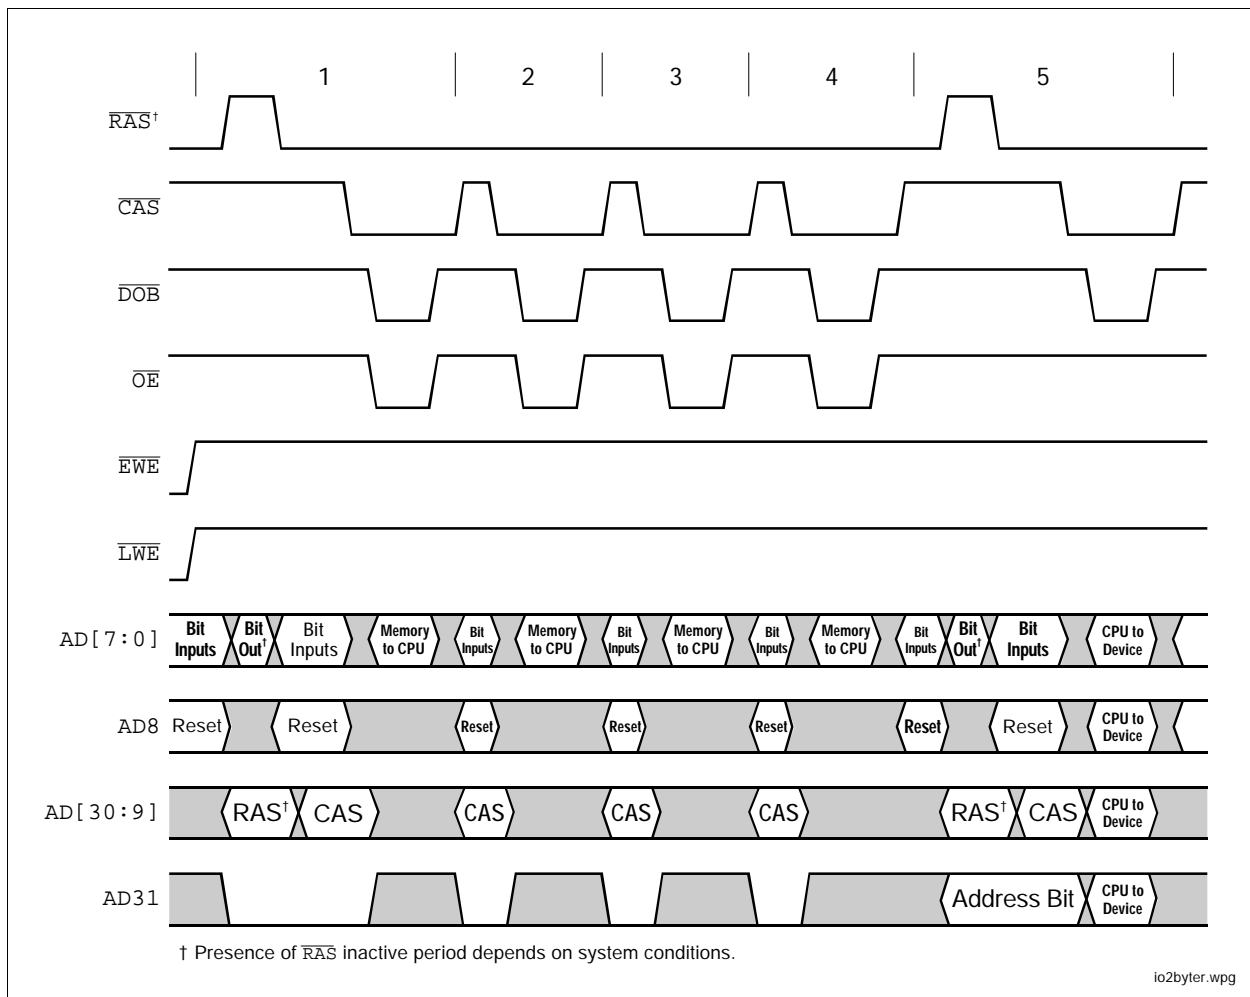 1 2 3 4 5
RAS†
CAS
DOB
OE
EWE
LWE
AD[7:0] Bit Inputs Bit Out† Bit Inputs Memory to CPU Bit Inputs Memory to CPU Bit Inputs Memory to CPU Bit Inputs Memory to CPU Bit Inputs Bit Out† Bit Inputs CPU to Device
AD8 Reset Reset Reset Reset Reset Reset Reset CPU to Device
AD[30:9] RAS† CAS CAS CAS CAS RAS† CAS CPU to Device
AD31 Address Bit CPU to Device
† Presence of RAS inactive period depends on system conditions.
io2byter.wpg